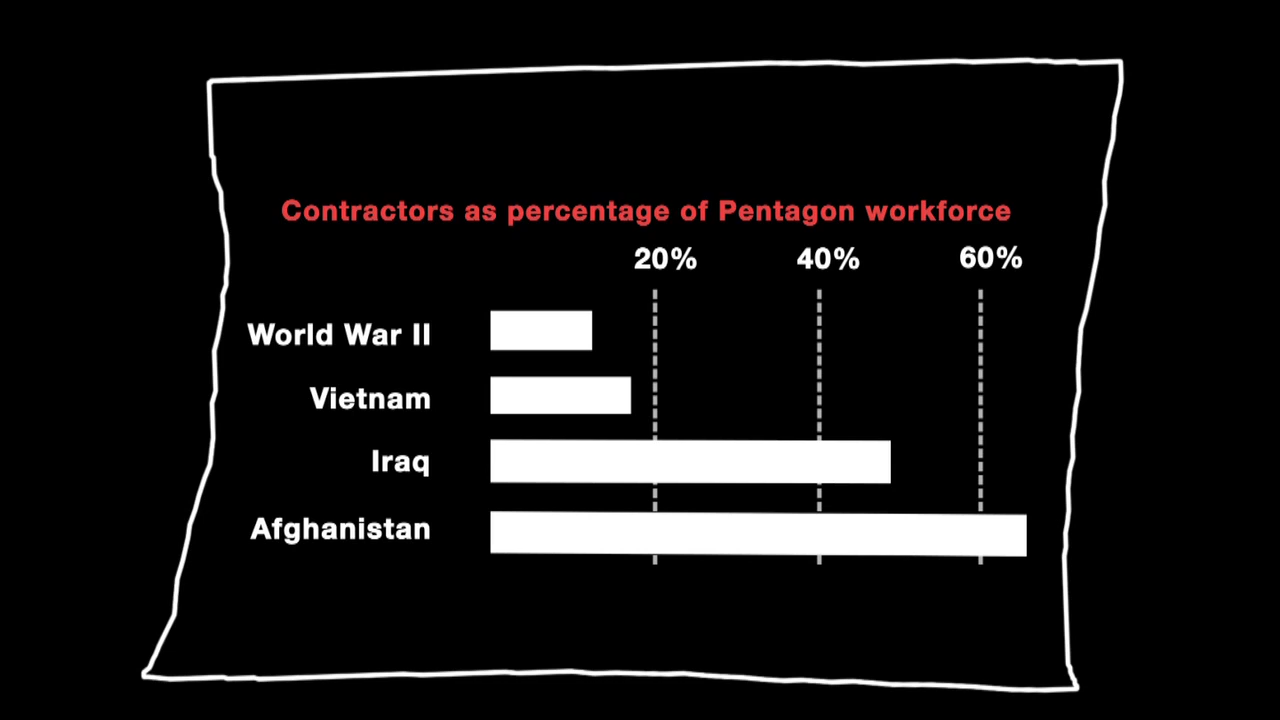 Contractors as percentage of Pentagon workforce
20% 40% 60%
World War II
Vietnam
Iraq
Afghanistan